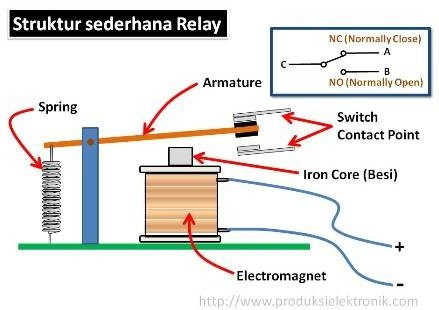 Struktur sederhana Relay
NC (Normally Close)
A
C
B
NO (Normally Open)
Armature
Spring
Switch
Contact Point
Iron Core (Besi)
+
Electromagnet
-
http://www.produksielektronik.com